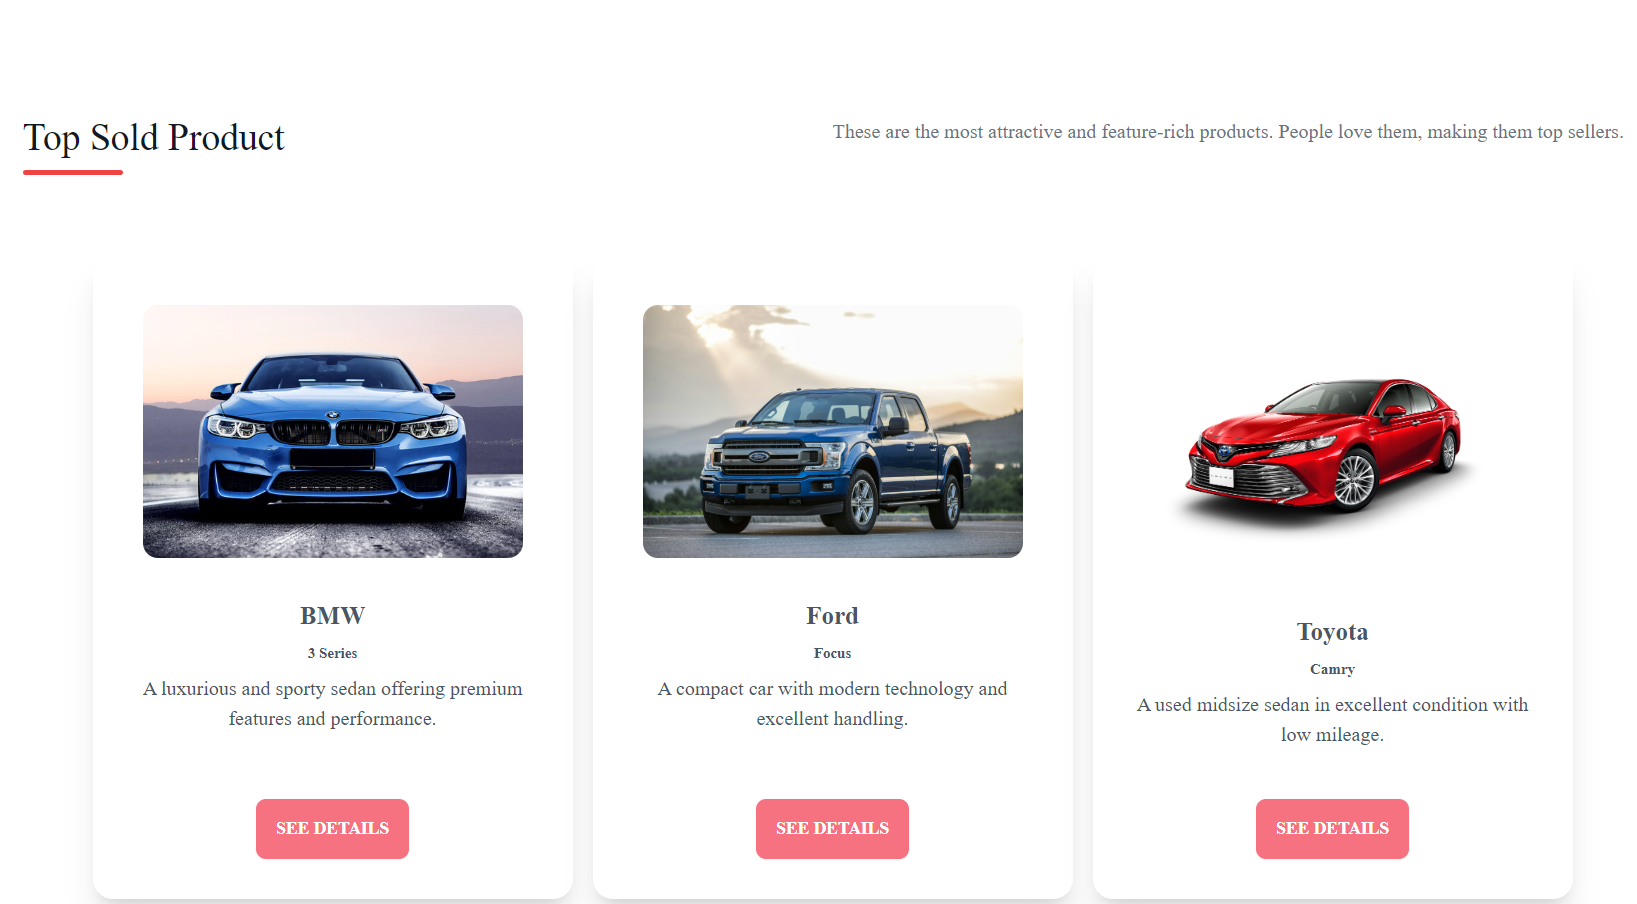 Top Sold Product
These are the most attractive and feature-rich products. People love them, making them top sellers.
BMW
3 Series
A luxurious and sporty sedan offering premium
features and performance.
SEE DETAILS
Ford
Focus
A compact car with modern technology and
excellent handling.
SEE DETAILS
Toyota
Camry
A used midsize sedan in excellent condition with
low mileage.
SEE DETAILS